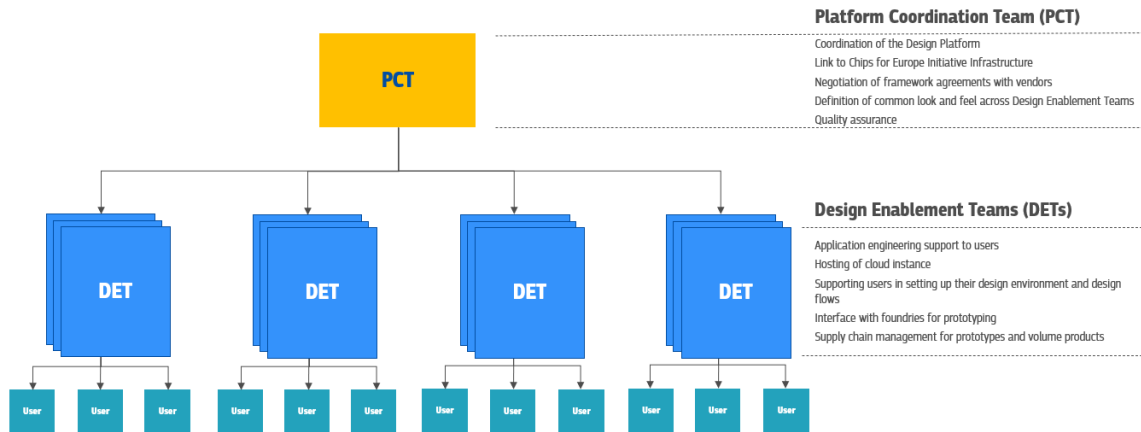 Platform Coordination Team (PCT)
PCT
Coordination of the Design Platform
Link to Chips for Europe Initiative Infrastructure
Negotiation of framework agreements with vendors
Definition of common look and feel across Design Enablement Teams
Quality assurance
Design Enablement Teams (DETs)
DET
DET
DET
DET
Application engineering support to users
Hosting of cloud instance
Supporting users in setting up their design environment and design
flows
Interface with foundries for prototyping
Supply chain management for prototypes and volume products
User
User
User
User
User
User
User
User
User
User
User
User